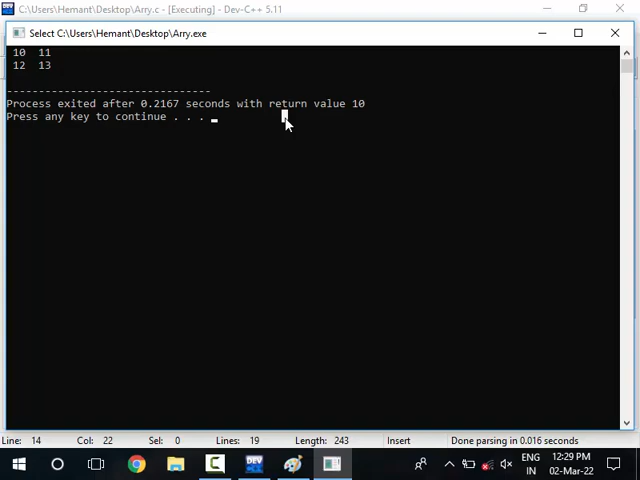 C:\Users\Hemant\Desktop\Arry.c - [Executing] - Dev-C++ 5.11
Select C:\Users\Hemant\Desktop\Arry.exe
10 11
12 13
--------------------------------
Process exited after 0.2167 seconds with return value 10
Press any key to continue . . .
Line: 14 Col: 22 Sel: 0 Lines: 19 Length: 243 Insert Done parsing in 0.016 seconds
DEV
ENG 12:29 PM
IN 02-Mar-22